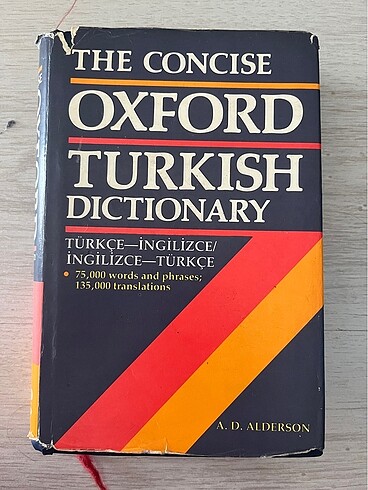 THE CONCISE
OXFORD
TURKISH
DICTIONARY
TÜRKÇE—İNGİLİZCE/
İNGİLİZCE—TÜRKÇE
• 75,000 words and phrases;
135,000 translations
A. D. ALDERSON